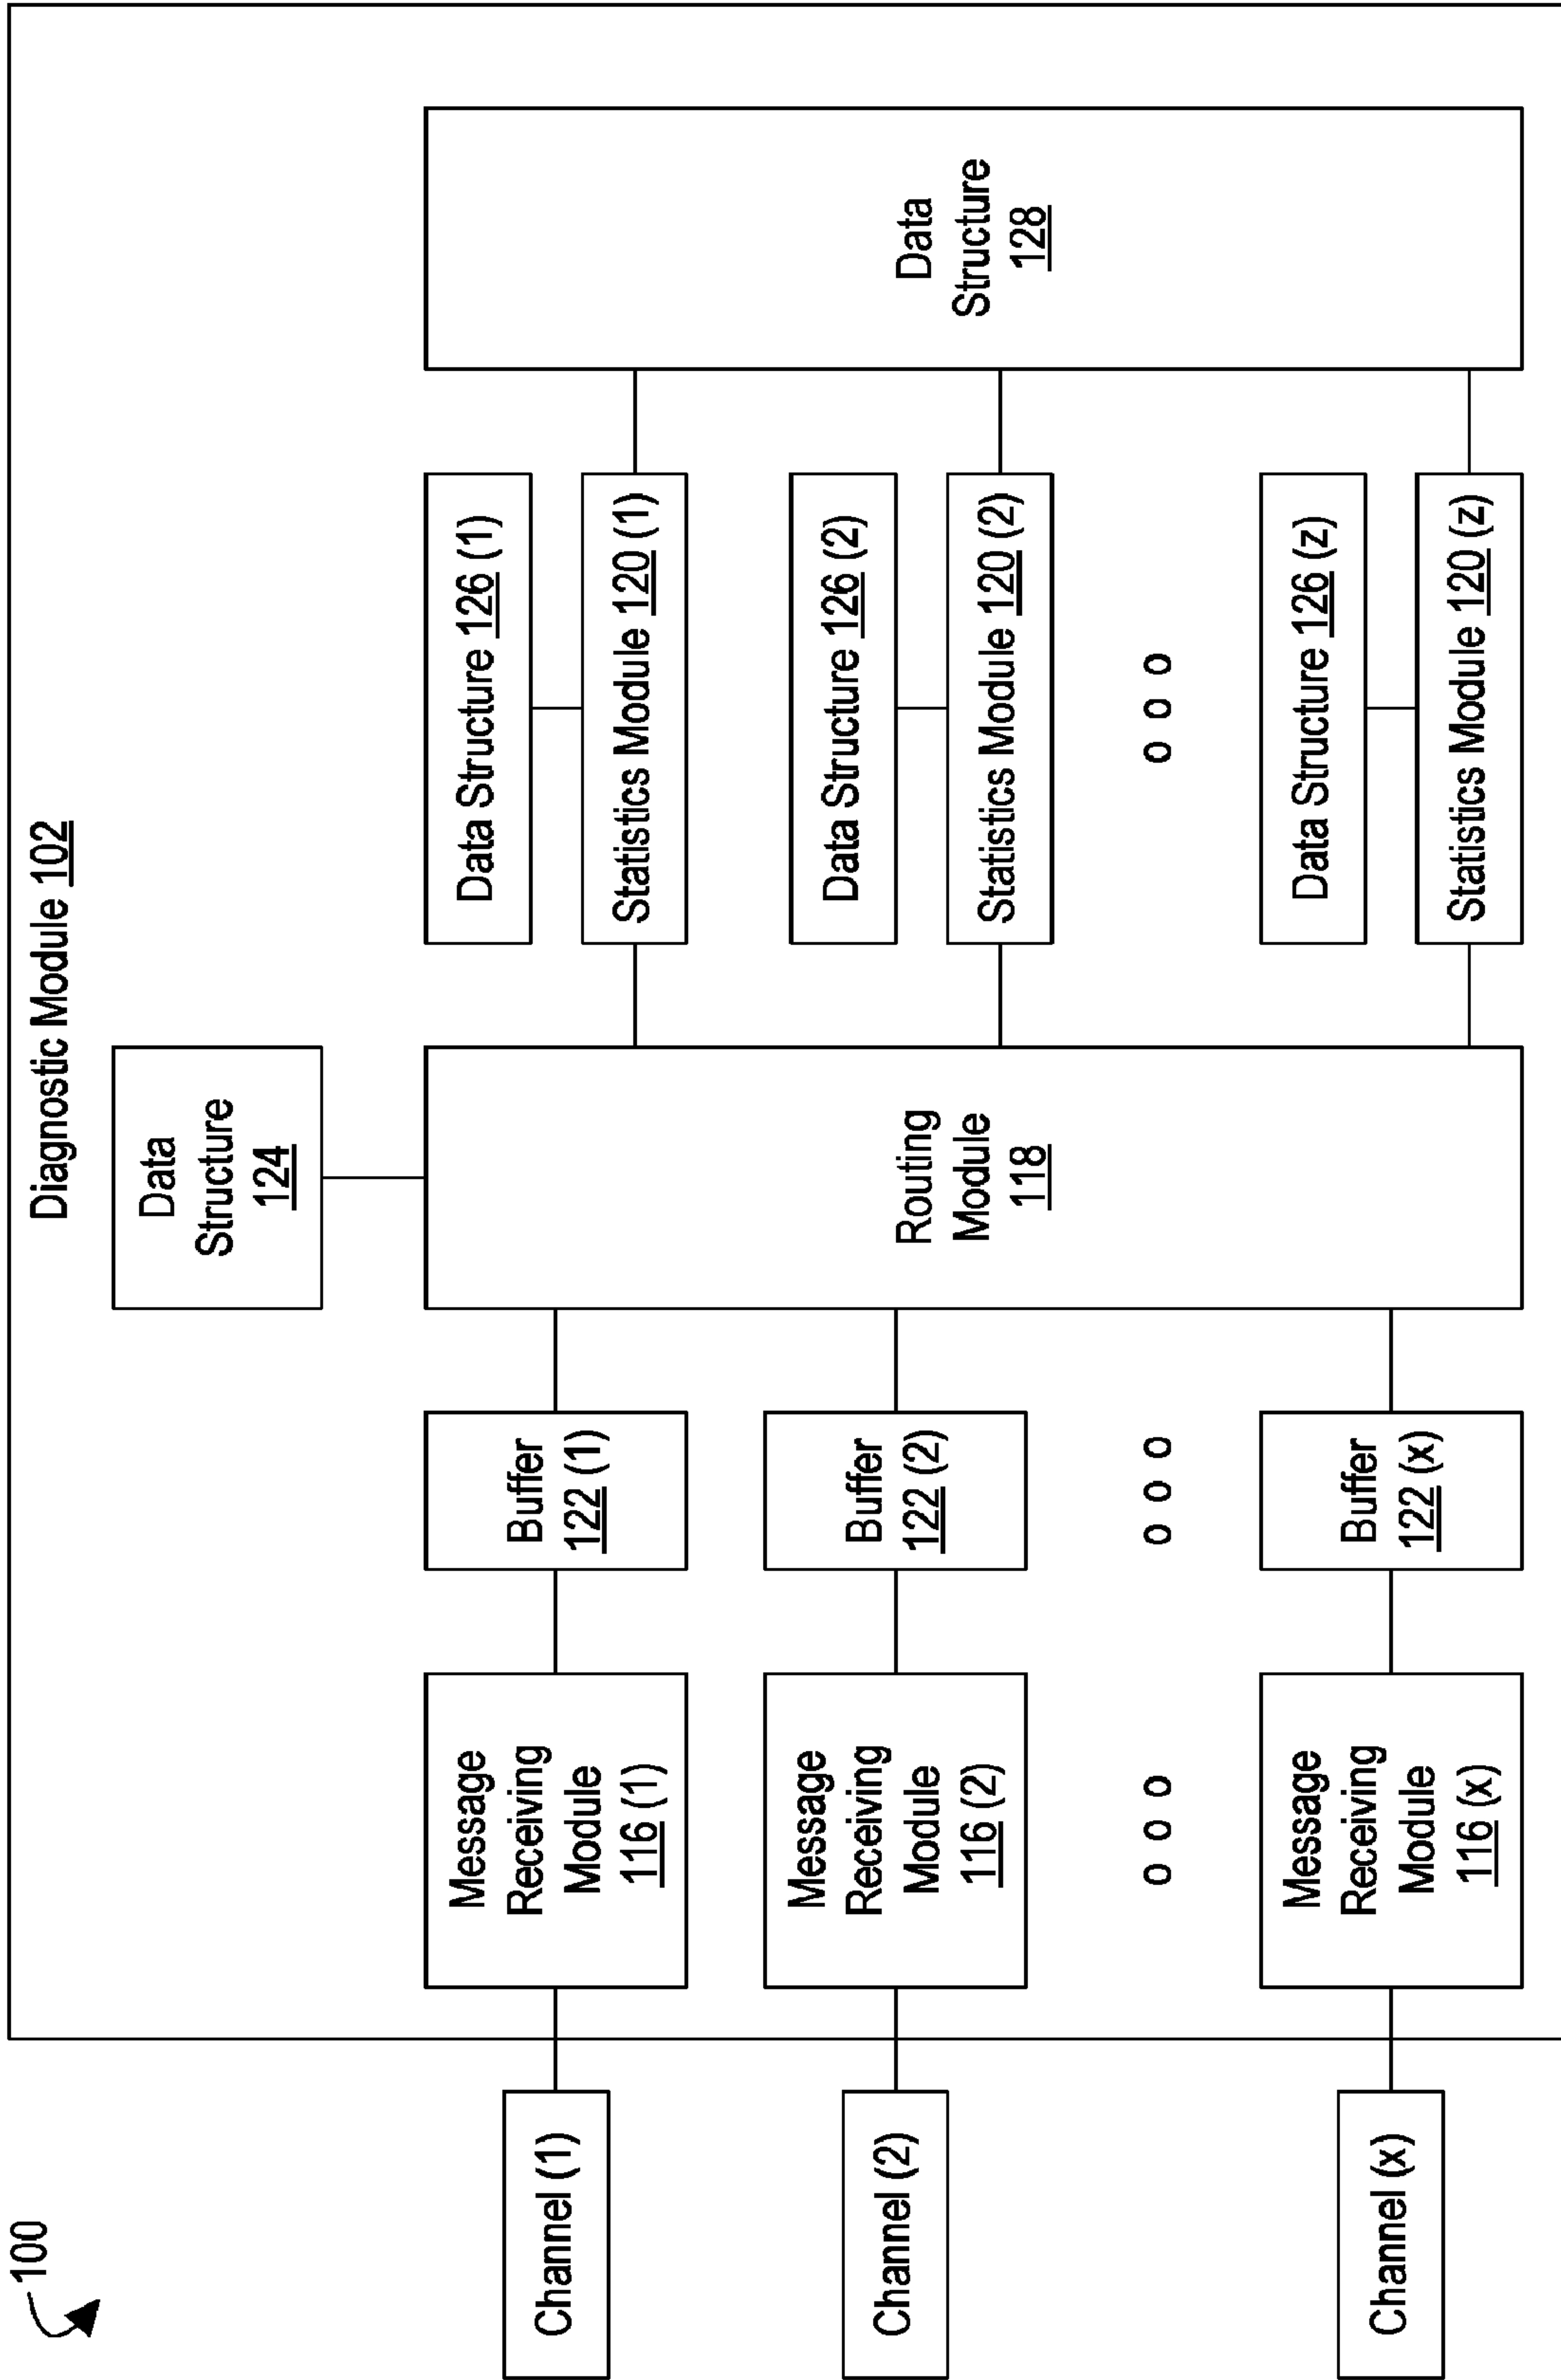 100
Diagnostic Module 102
Data
Structure
124
Channel (1)
Message
Receiving
Module
116 (1)
Buffer
122 (1)
Routing
Module
118
Data Structure 126 (1)
Statistics Module 120 (1)
Data
Structure
128
Channel (2)
Message
Receiving
Module
116 (2)
Buffer
122 (2)
Data Structure 126 (2)
Statistics Module 120 (2)
o o o
o o o
o o o
Channel (x)
Message
Receiving
Module
116 (x)
Buffer
122 (x)
Data Structure 126 (z)
Statistics Module 120 (z)